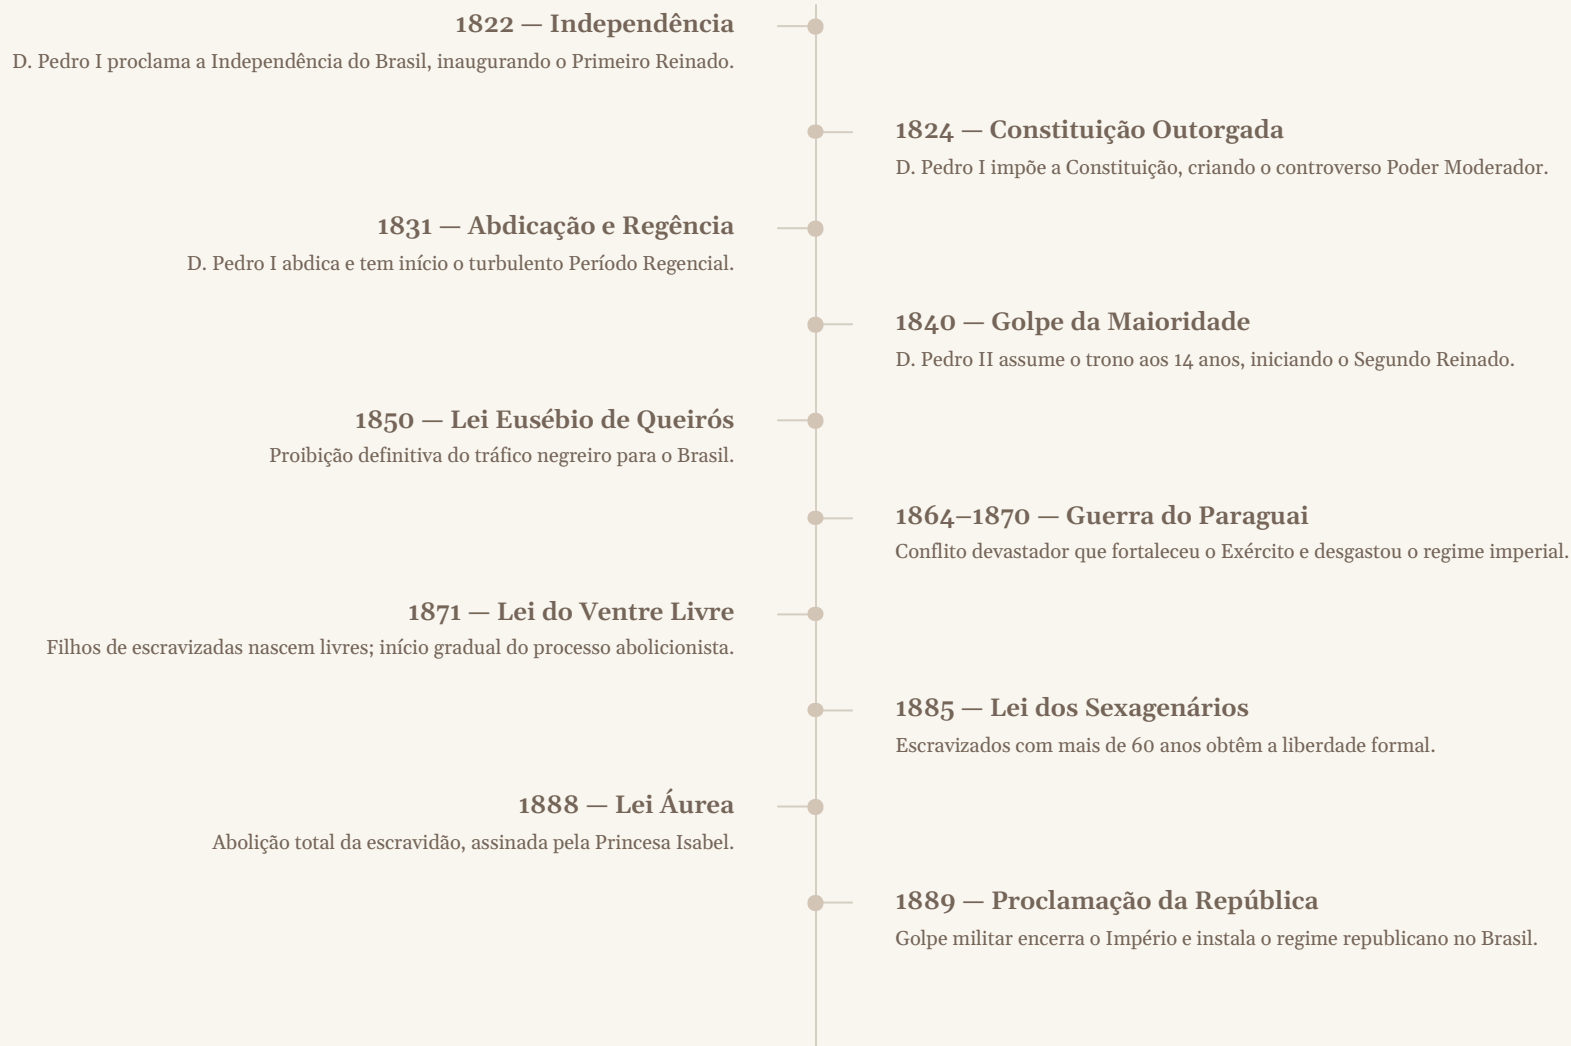 1822 — Independência
D. Pedro I proclama a Independência do Brasil, inaugurando o Primeiro Reinado.
1824 — Constituição Outorgada
D. Pedro I impõe a Constituição, criando o controverso Poder Moderador.
1831 — Abdicação e Regência
D. Pedro I abdica e tem início o turbulento Período Regencial.
1840 — Golpe da Maioridade
D. Pedro II assume o trono aos 14 anos, iniciando o Segundo Reinado.
1850 — Lei Eusébio de Queirós
Proibição definitiva do tráfico negreiro para o Brasil.
1864–1870 — Guerra do Paraguai
Conflito devastador que fortaleceu o Exército e desgastou o regime imperial.
1871 — Lei do Ventre Livre
Filhos de escravizadas nascem livres; início gradual do processo abolicionista.
1885 — Lei dos Sexagenários
Escravizados com mais de 60 anos obtêm a liberdade formal.
1888 — Lei Áurea
Abolição total da escravidão, assinada pela Princesa Isabel.
1889 — Proclamação da República
Golpe militar encerra o Império e instala o regime republicano no Brasil.